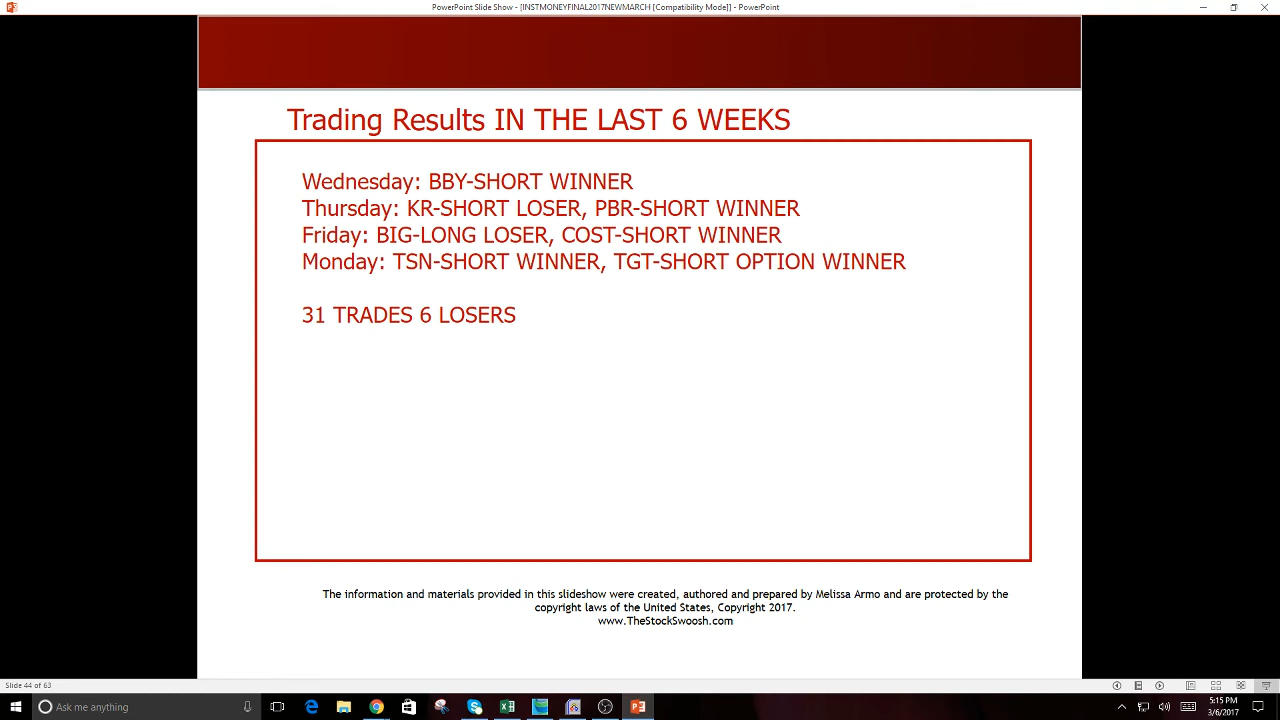 PowerPoint Slide Show - [INSTMONEYFINAL2017NEWMARCH [Compatibility Mode]] - PowerPoint
Trading Results IN THE LAST 6 WEEKS
Wednesday: BBY-SHORT WINNER
Thursday: KR-SHORT LOSER, PBR-SHORT WINNER
Friday: BIG-LONG LOSER, COST-SHORT WINNER
Monday: TSN-SHORT WINNER, TGT-SHORT OPTION WINNER
31 TRADES 6 LOSERS
The information and materials provided in this slideshow were created, authored and prepared by Melissa Armo and are protected by the
copyright laws of the United States, Copyright 2017.
www.TheStockSwoosh.com
Slide 44 of 63
Ask me anything
5:15 PM
3/6/2017